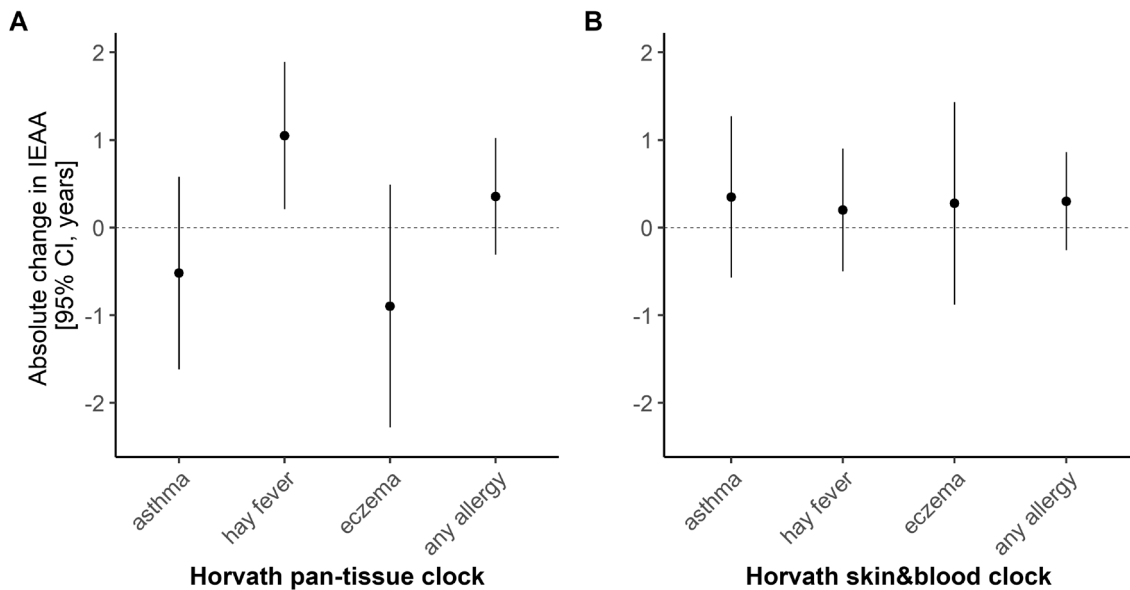 A
Absolute change in IEAA
[95% CI, years]
2
1
0
-1
-2
asthma
hay fever
eczema
any allergy
Horvath pan-tissue clock
B
2
1
0
-1
-2
asthma
hay fever
eczema
any allergy
Horvath skin&blood clock